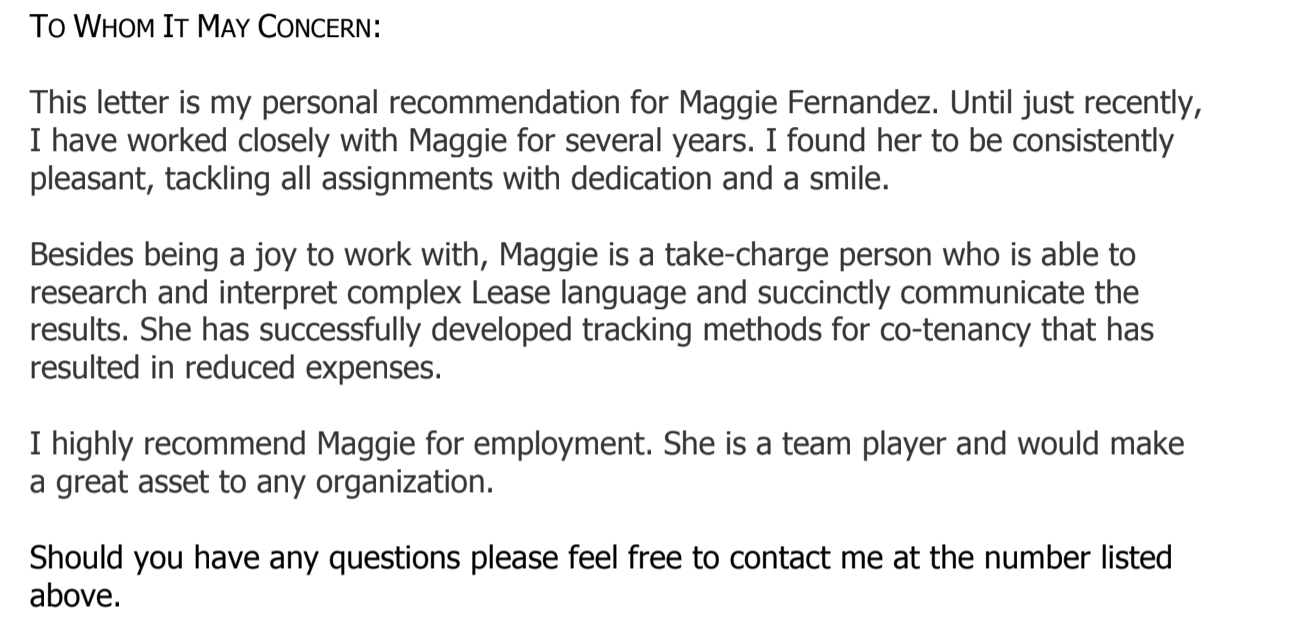 TO WHOM IT MAY CONCERN:
This letter is my personal recommendation for Maggie Fernandez. Until just recently,
I have worked closely with Maggie for several years. I found her to be consistently
pleasant, tackling all assignments with dedication and a smile.
Besides being a joy to work with, Maggie is a take-charge person who is able to
research and interpret complex Lease language and succinctly communicate the
results. She has successfully developed tracking methods for co-tenancy that has
resulted in reduced expenses.
I highly recommend Maggie for employment. She is a team player and would make
a great asset to any organization.
Should you have any questions please feel free to contact me at the number listed
above.